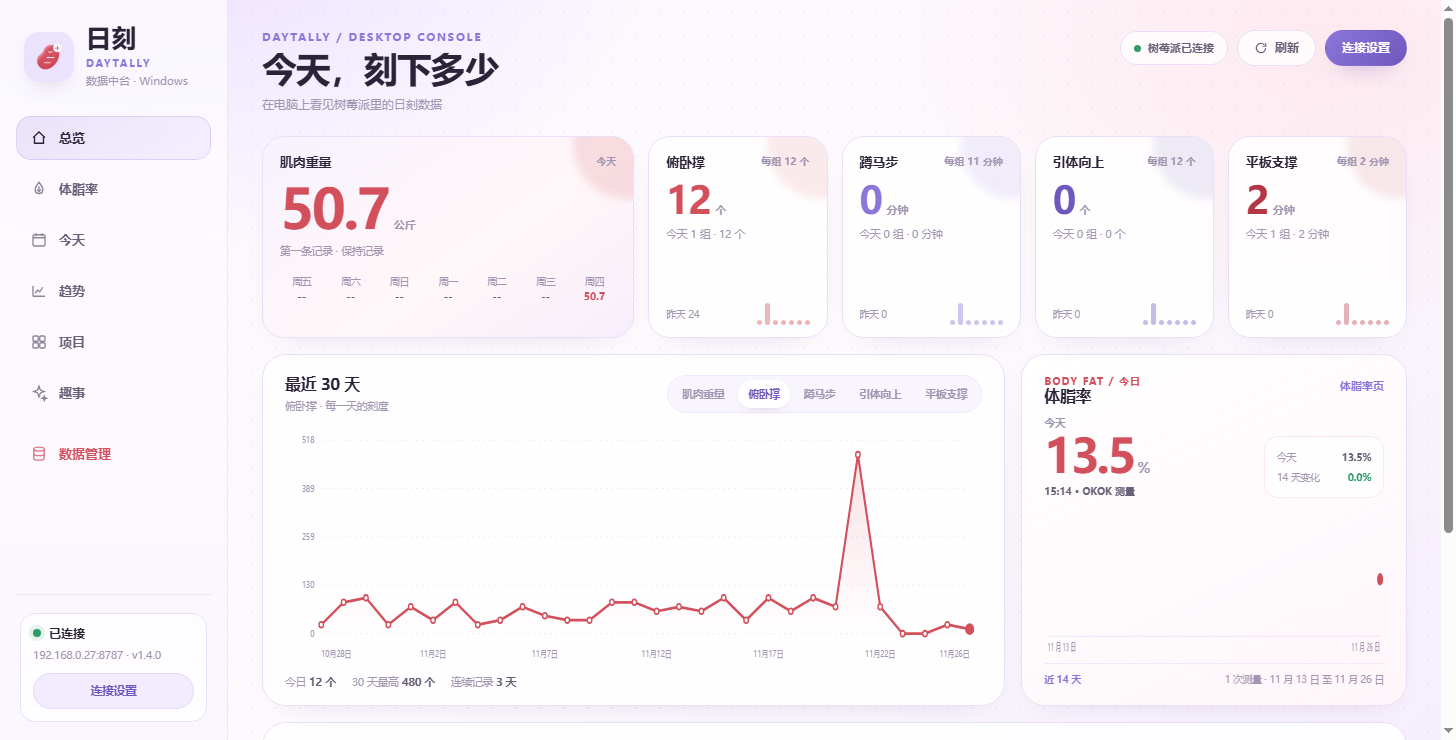 日刻
DAYTALLY
数据中台 · Windows
总览
体脂率
今天
趋势
项目
趣事
数据管理
已连接
192.168.0.27:8787 · v1.4.0
连接设置
DAYTALLY / DESKTOP CONSOLE
今天，刻下多少
在电脑上看见树莓派里的日刻数据
树莓派已连接
刷新
连接设置
肌肉重量 今天
50.7 公斤
第一条记录 · 保持记录
周五 周六 周日 周一 周二 周三 周四
-- -- -- -- -- -- 50.7
俯卧撑 每组 12 个
12 个
今天 1 组 · 12 个
昨天 24
蹲马步 每组 11 分钟
0 分钟
今天 0 组 · 0 分钟
昨天 0
引体向上 每组 12 个
0 个
今天 0 组 · 0 个
昨天 0
平板支撑 每组 2 分钟
2 分钟
今天 1 组 · 2 分钟
昨天 0
最近 30 天
俯卧撑 · 每一天的刻度
肌肉重量 俯卧撑 蹲马步 引体向上 平板支撑
518
389
259
130
0
10月28日 11月2日 11月7日 11月12日 11月17日 11月22日 11月26日
今日 12 个 30 天最高 480 个 连续记录 3 天
BODY FAT / 今日
体脂率
体脂率页
今天
13.5%
15:14 • OKOK 测量
今天 13.5%
14 天变化 0.0%
11月13日 11月26日
近 14 天 1 次测量 · 11 月 13 日 至 11 月 26 日